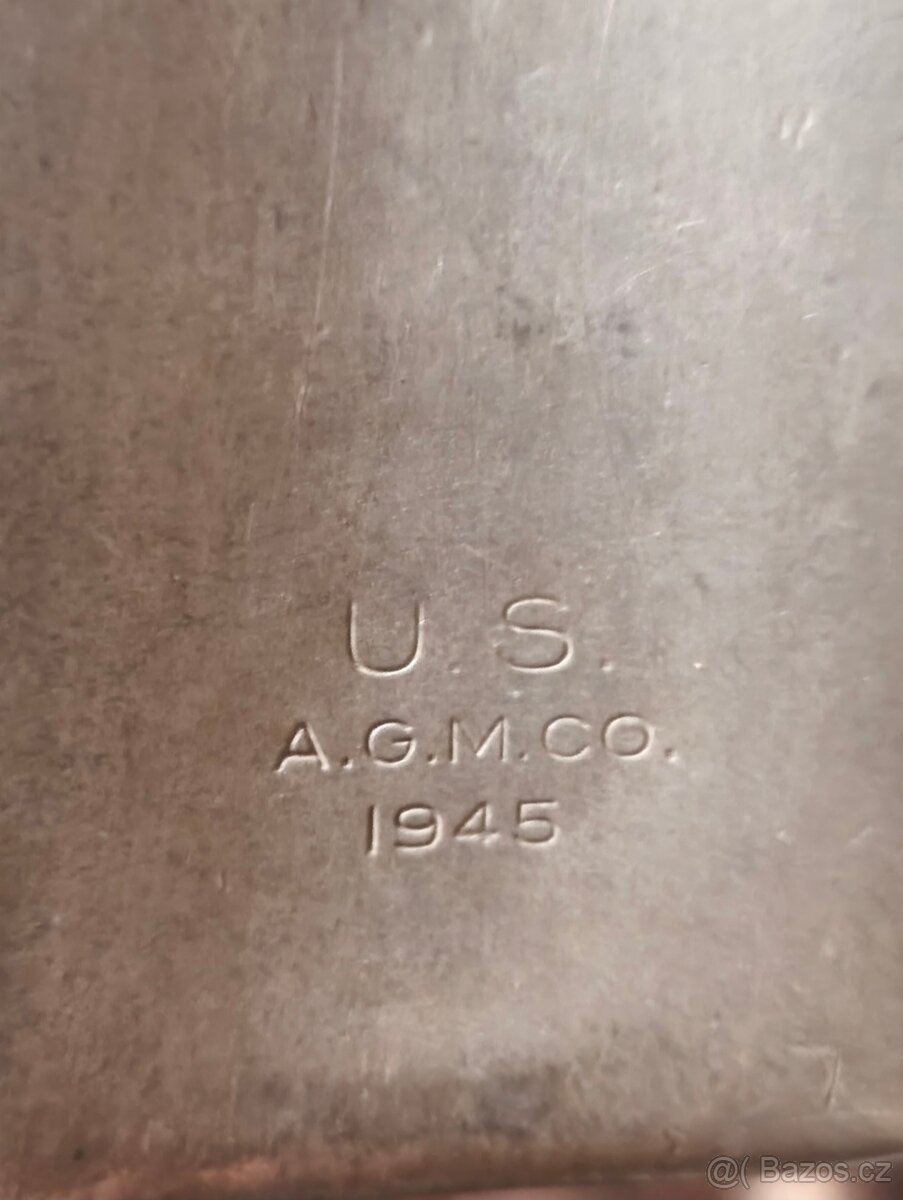 U. S.
A.G.M.CO.
1945
@( Bazos.cz